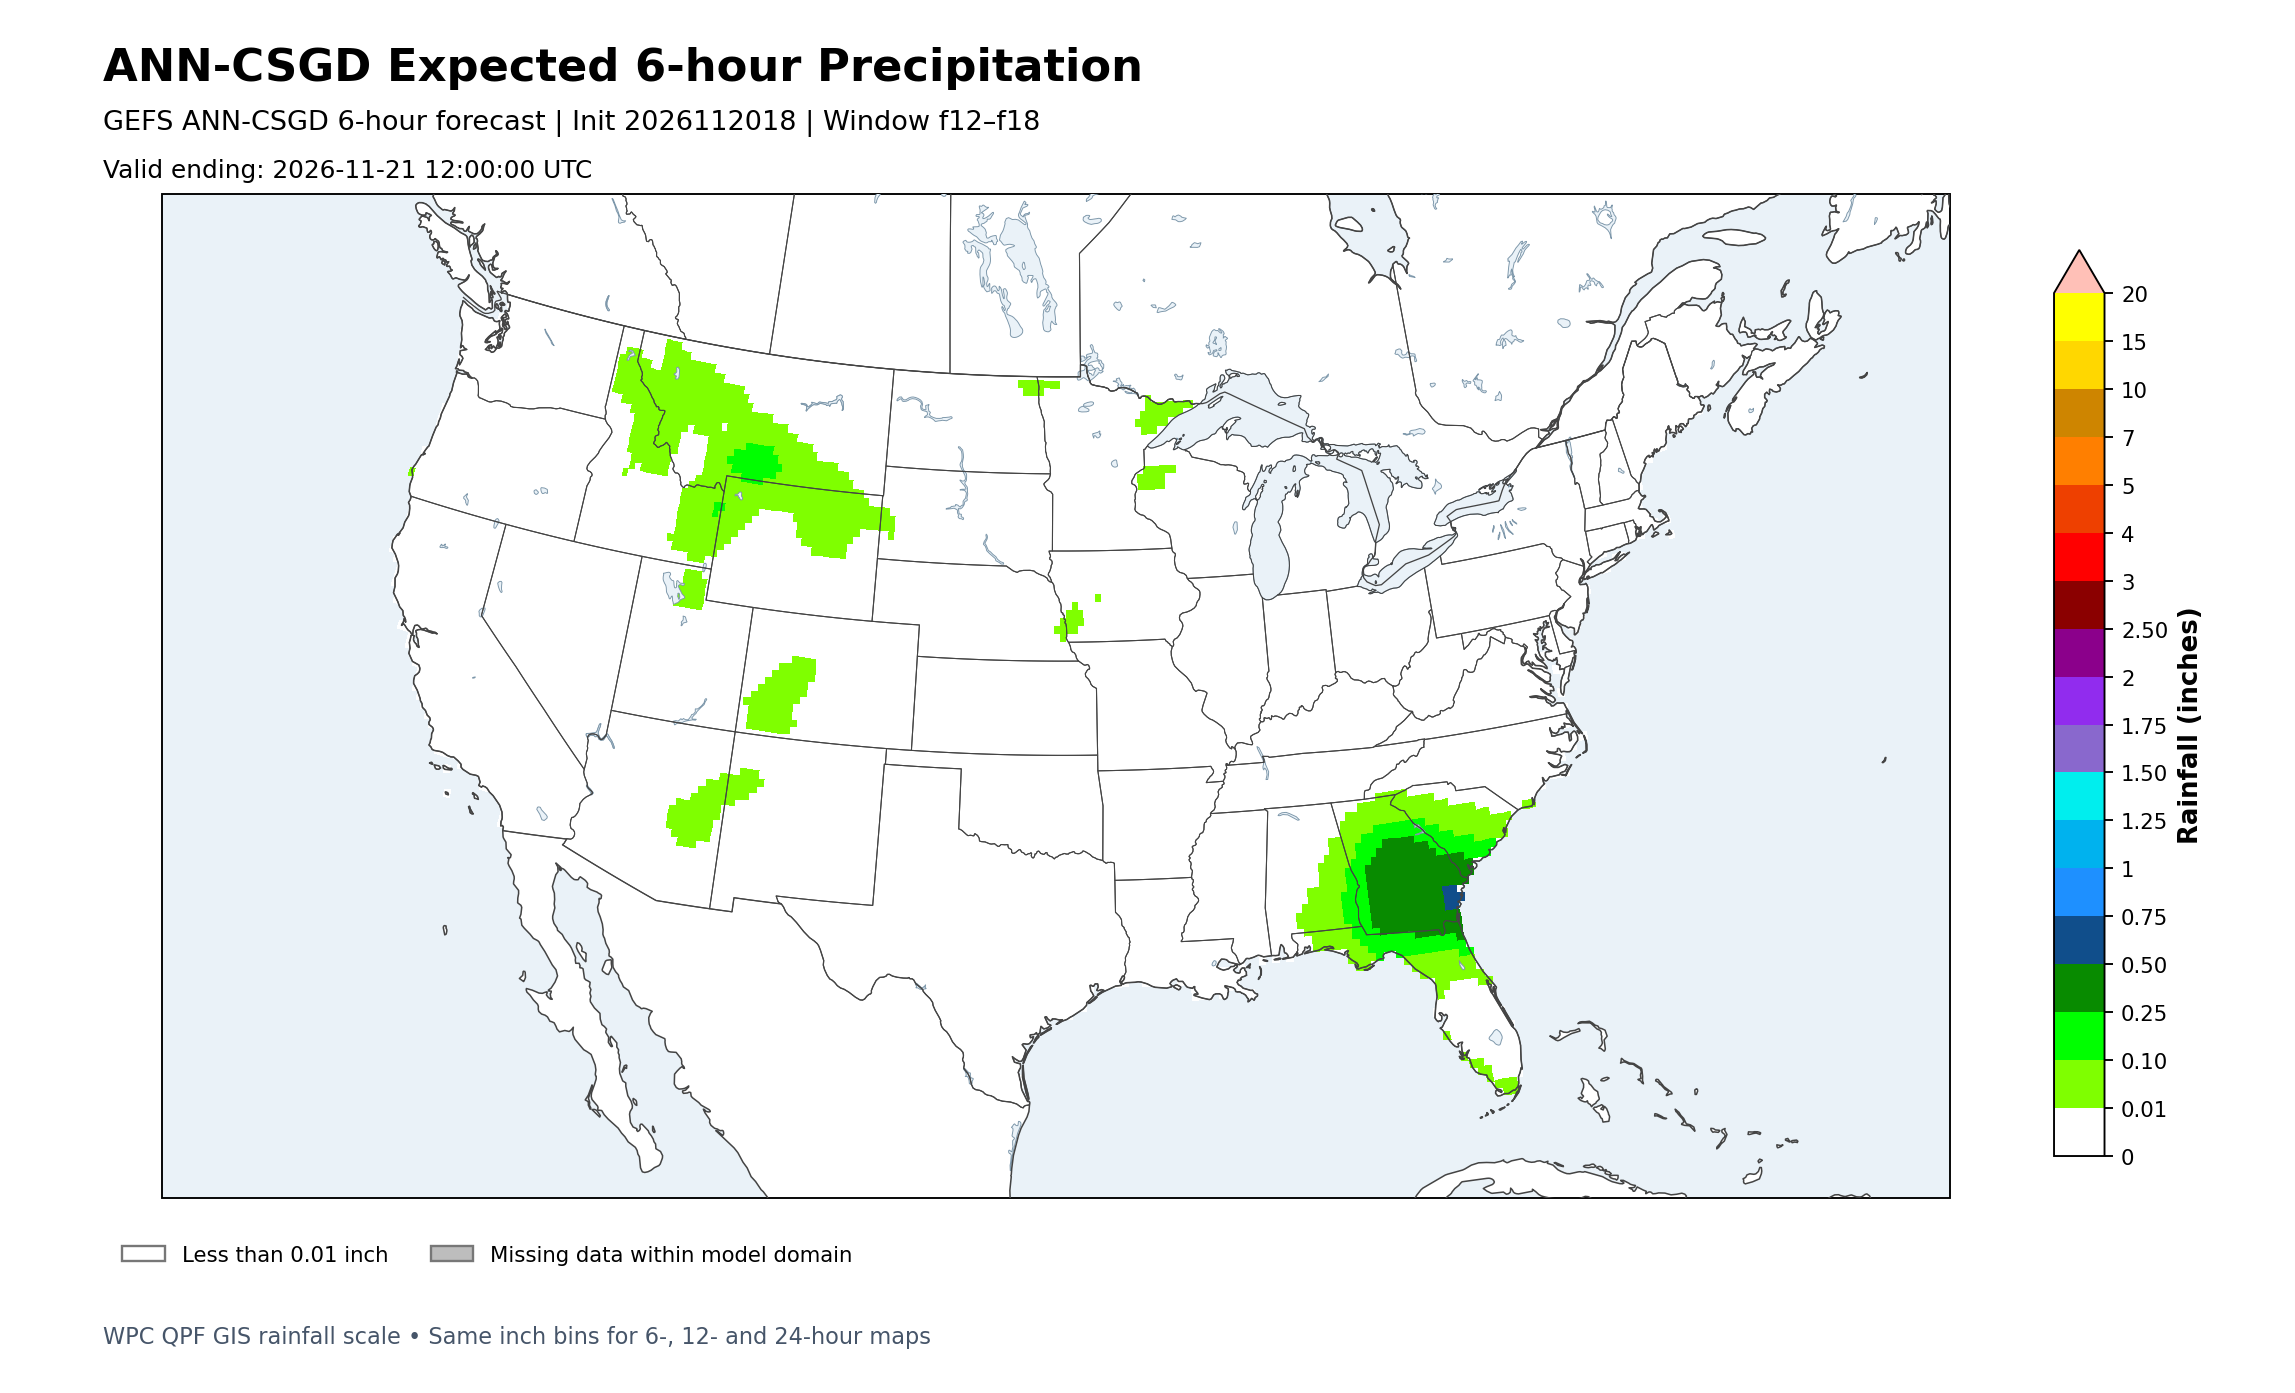 ANN-CSGD Expected 6-hour Precipitation
GEFS ANN-CSGD 6-hour forecast | Init 2026112018 | Window f12–f18
Valid ending: 2026-11-21 12:00:00 UTC
20
15
10
7
5
4
3
2.50
2
1.75
1.50
1.25
1
0.75
0.50
0.25
0.10
0.01
0
Rainfall (inches)
Less than 0.01 inch
Missing data within model domain
WPC QPF GIS rainfall scale • Same inch bins for 6-, 12- and 24-hour maps